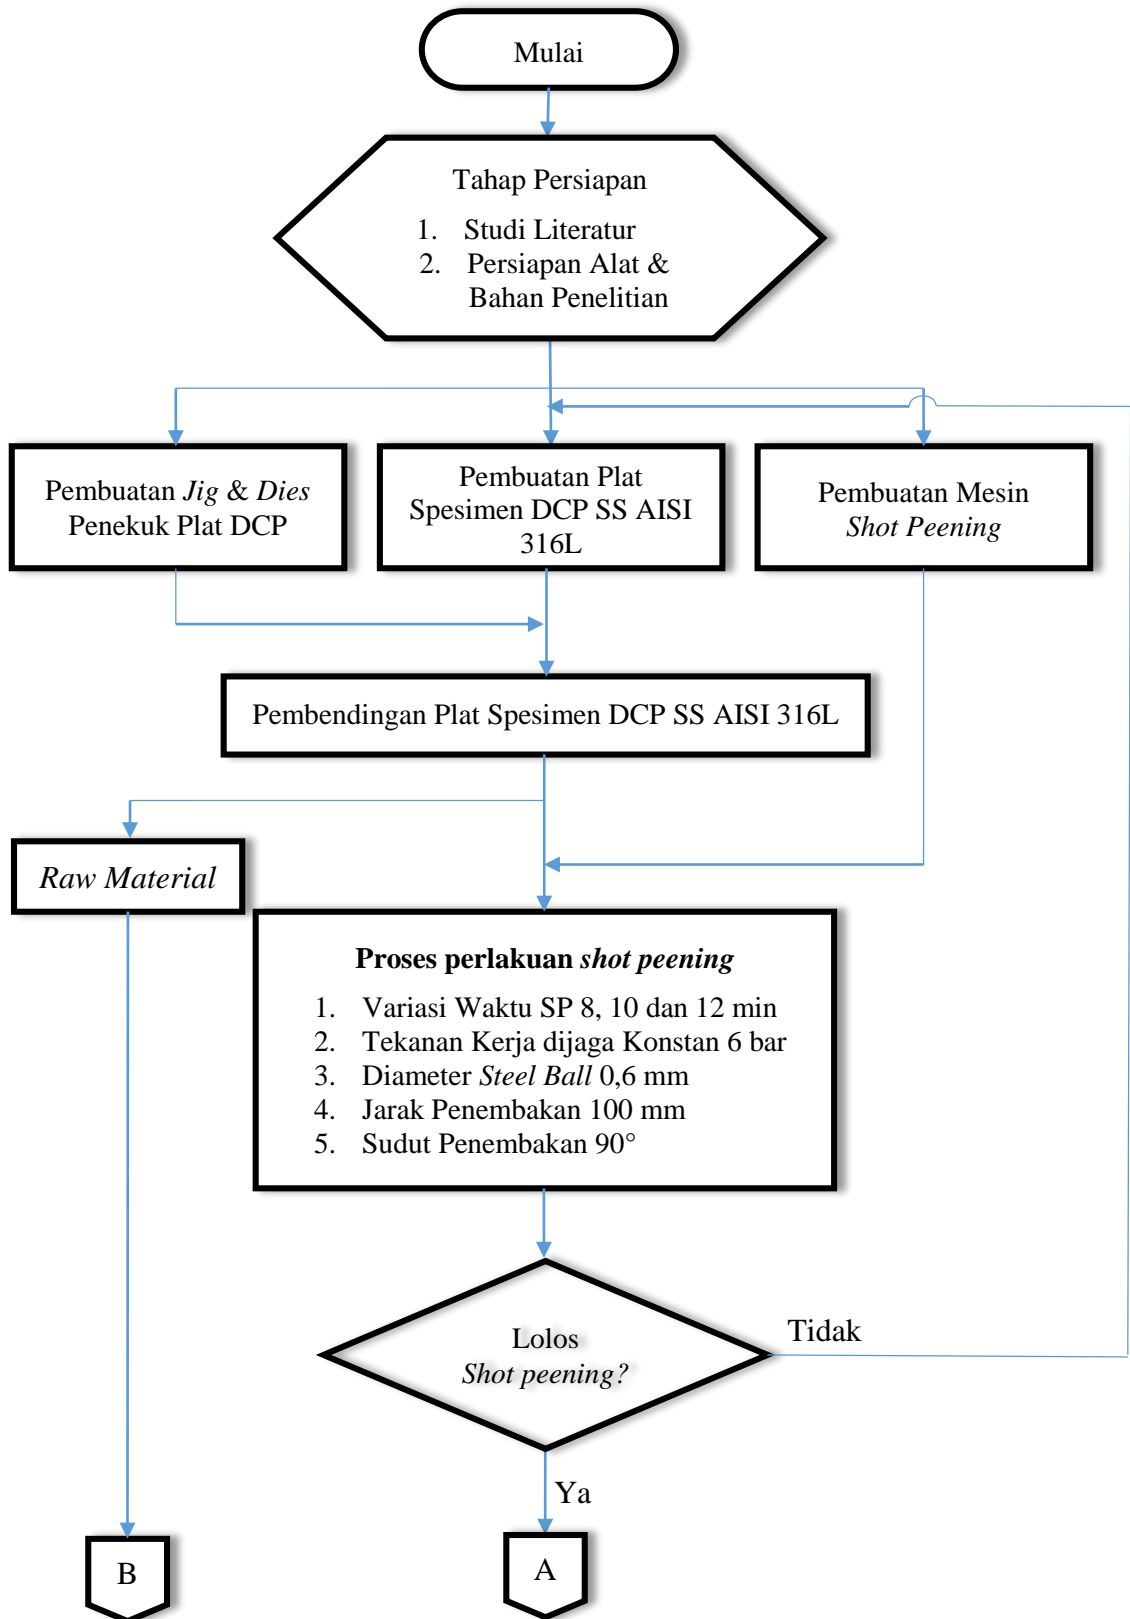 Mulai
Tahap Persiapan
1. Studi Literatur
2. Persiapan Alat &
Bahan Penelitian
Pembuatan Jig & Dies
Penekuk Plat DCP
Pembuatan Plat
Spesimen DCP SS AISI
316L
Pembuatan Mesin
Shot Peening
Pembendingan Plat Spesimen DCP SS AISI 316L
Raw Material
Proses perlakuan shot peening
1. Variasi Waktu SP 8, 10 dan 12 min
2. Tekanan Kerja dijaga Konstan 6 bar
3. Diameter Steel Ball 0,6 mm
4. Jarak Penembakan 100 mm
5. Sudut Penembakan 90°
Lolos
Shot peening?
Tidak
Ya
B
A